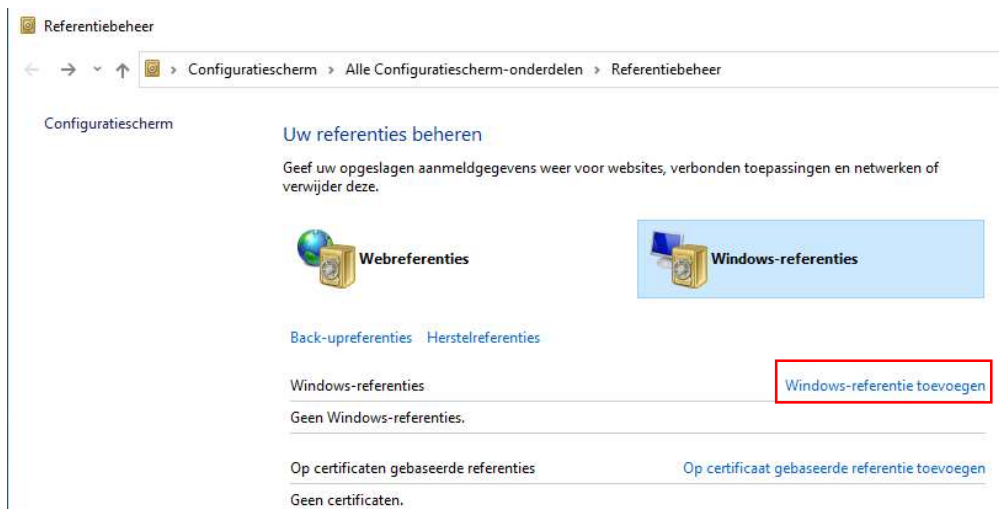 Referentiebeheer
Configuratiescherm > Alle Configuratiescherm-onderdelen > Referentiebeheer
Configuratiescherm
Uw referenties beheren
Geef uw opgeslagen aanmeldgegevens weer voor websites, verbonden toepassingen en netwerken of
verwijder deze.
Webreferenties
Windows-referenties
Back-upreferenties Herstelreferenties
Windows-referenties Windows-referentie toevoegen
Geen Windows-referenties.
Op certificaten gebaseerde referenties Op certificaat gebaseerde referentie toevoegen
Geen certificaten.